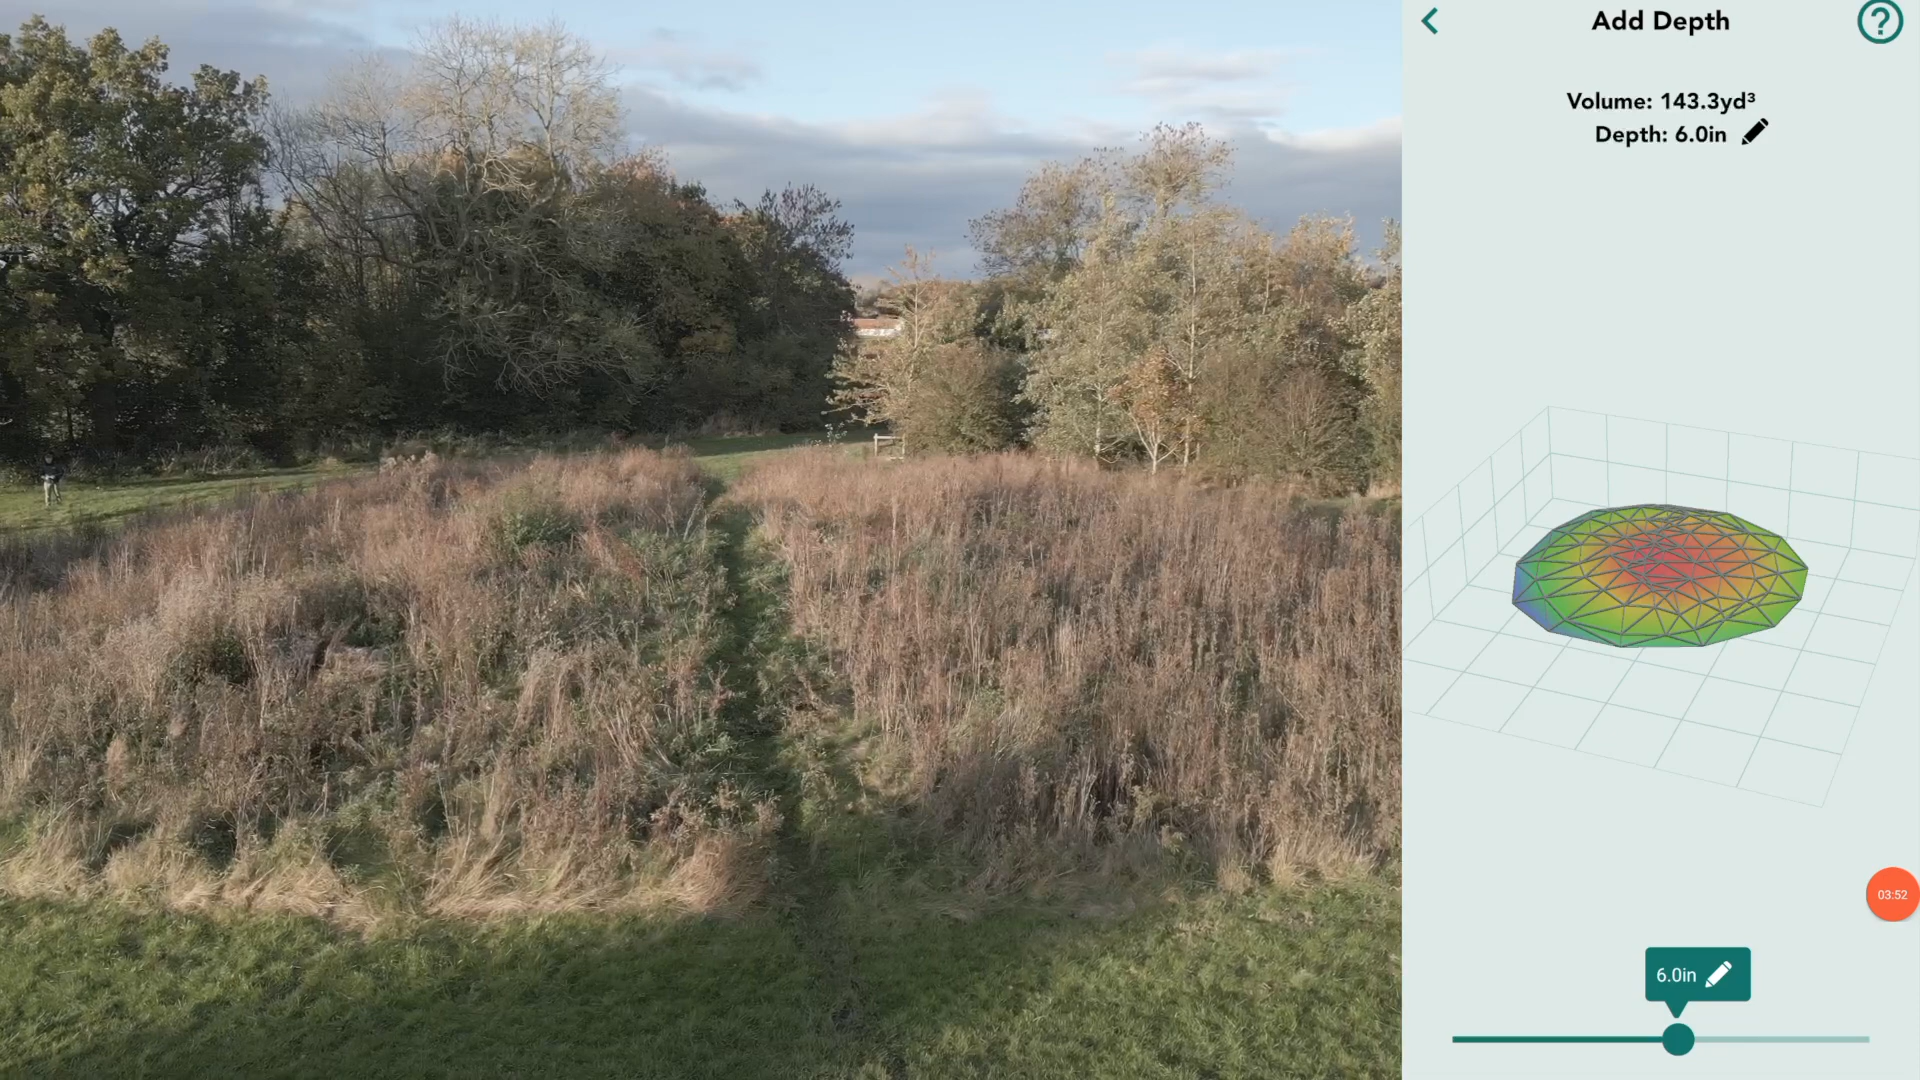 Add Depth
?
Volume: 143.3yd³
Depth: 6.0in
03:52
6.0in